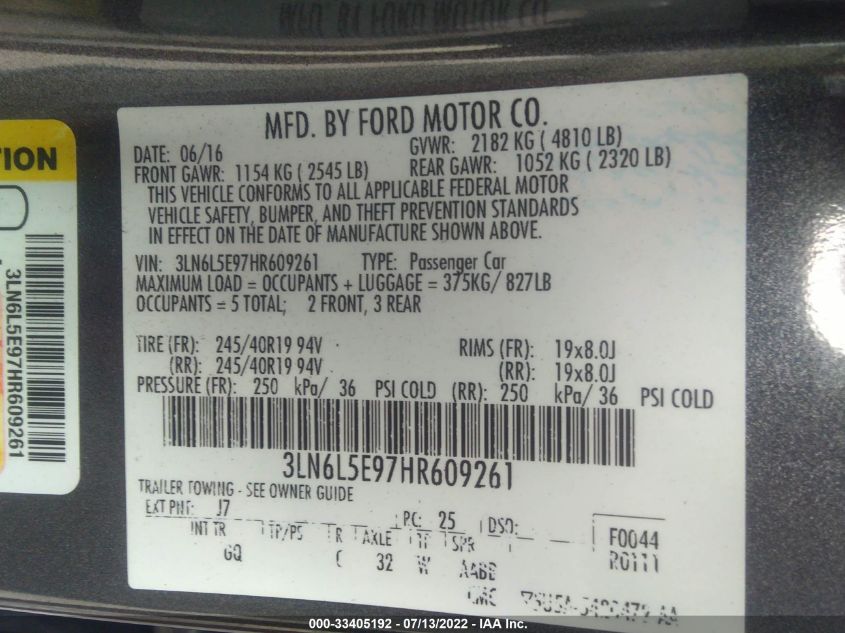 MFD. BY FORD MOTOR CO.
DATE: 06/16
GVWR: 2182 KG ( 4810 LB)
FRONT GAWR: 1154 KG ( 2545 LB)
REAR GAWR: 1052 KG ( 2320 LB)
THIS VEHICLE CONFORMS TO ALL APPLICABLE FEDERAL MOTOR
VEHICLE SAFETY, BUMPER, AND THEFT PREVENTION STANDARDS
IN EFFECT ON THE DATE OF MANUFACTURE SHOWN ABOVE.
VIN: 3LN6L5E97HR609261 TYPE: Passenger Car
MAXIMUM LOAD = OCCUPANTS + LUGGAGE = 375KG/ 827LB
OCCUPANTS = 5 TOTAL; 2 FRONT, 3 REAR
TIRE (FR): 245/40R19 94V RIMS (FR): 19x8.0J
(RR): 245/40R19 94V (RR): 19x8.0J
PRESSURE (FR): 250 kPa/ 36 PSI COLD (RR): 250 kPa/ 36 PSI COLD
3LN6L5E97HR609261
TRAILER TOWING - SEE OWNER GUIDE
EXT PNT: J7 PC: 25 DSO:
INT TR TP/PS R AXLE TP SPR
GQ C 32 W AABB
F0044
R0111
TION
3LN6L5E97HR609261
000-33405192 - 07/13/2022 - IAA Inc.